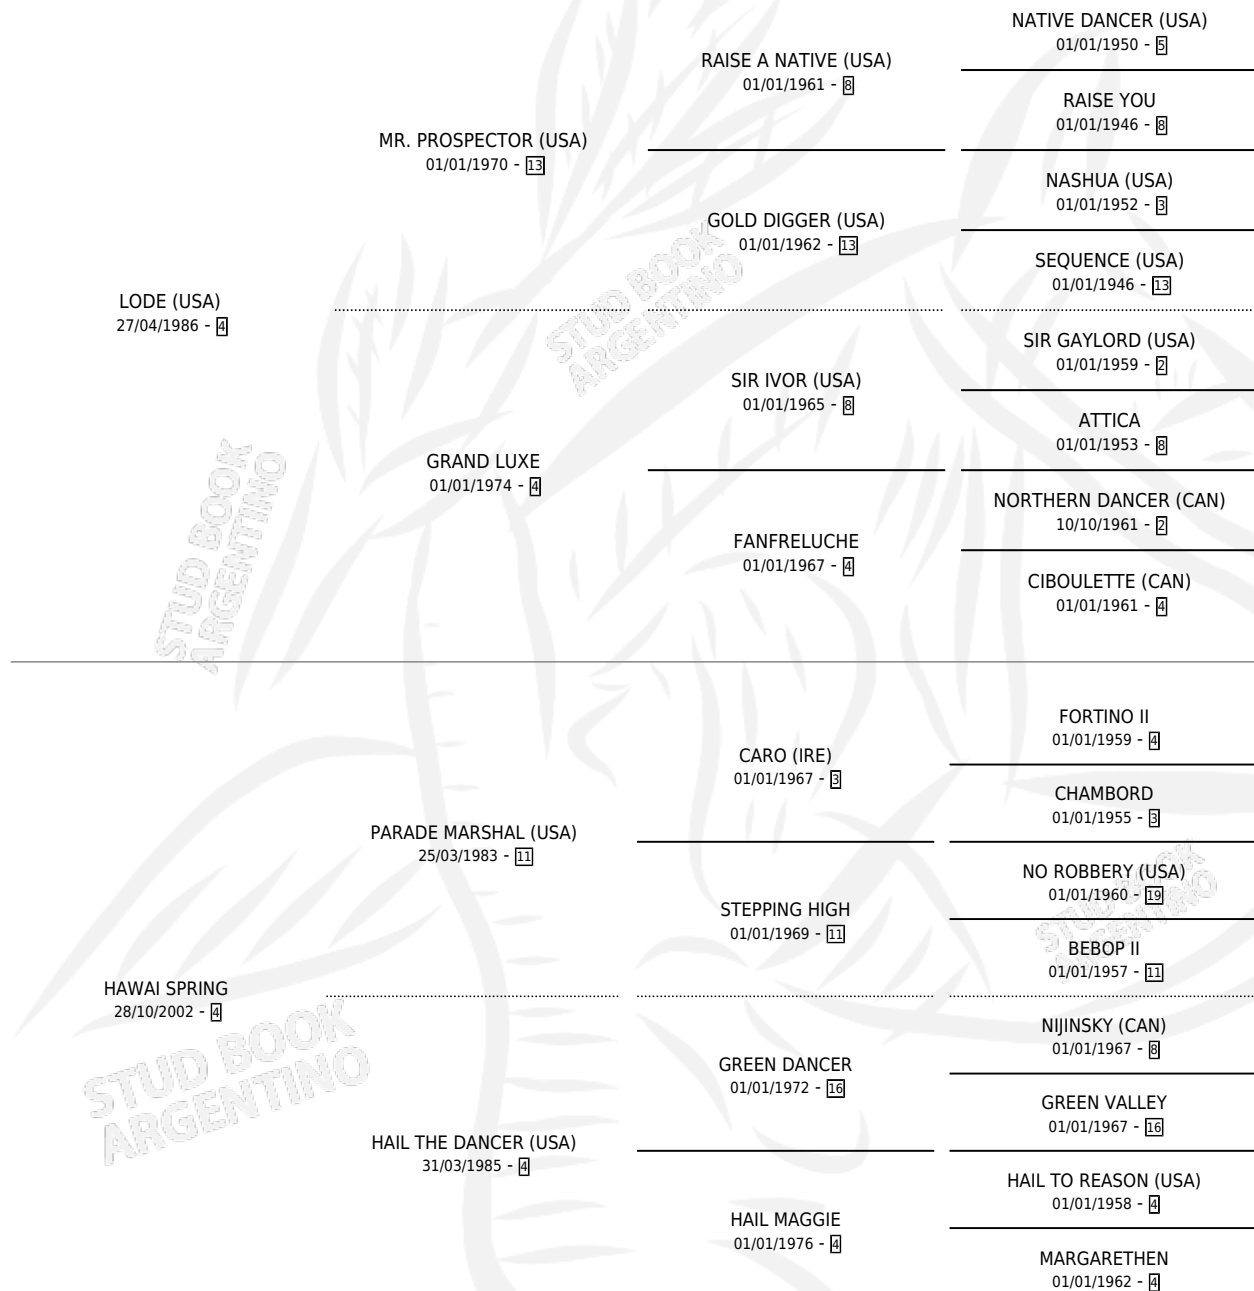 NATIVE DANCER (USA)
01/01/1950 - 5
RAISE A NATIVE (USA)
01/01/1961 - 8
RAISE YOU
01/01/1946 - 8
MR. PROSPECTOR (USA)
01/01/1970 - 13
NASHUA (USA)
01/01/1952 - 3
GOLD DIGGER (USA)
01/01/1962 - 13
SEQUENCE (USA)
01/01/1946 - 13
LODE (USA)
27/04/1986 - 4
STUD BOOK
ARGENTINO
SIR GAYLORD (USA)
01/01/1959 - 2
SIR IVOR (USA)
01/01/1965 - 8
ATTICA
01/01/1953 - 8
GRAND LUXE
01/01/1974 - 4
NORTHERN DANCER (CAN)
10/10/1961 - 2
FANFRELUCHE
01/01/1967 - 4
CIBOULETTE (CAN)
01/01/1961 - 4
STUD BOOK
ARGENTINO
FORTINO II
01/01/1959 - 4
CARO (IRE)
01/01/1967 - 3
CHAMBORD
01/01/1955 - 3
PARADE MARSHAL (USA)
25/03/1983 - 11
NO ROBBERY (USA)
01/01/1960 - 19
STEPPING HIGH
01/01/1969 - 11
STUD BOOK
ARGENTINO
BEBOP II
01/01/1957 - 11
HAWAI SPRING
28/10/2002 - 4
NIJINSKY (CAN)
01/01/1967 - 8
GREEN DANCER
01/01/1972 - 16
STUD BOOK
ARGENTINO
GREEN VALLEY
01/01/1967 - 16
HAIL THE DANCER (USA)
31/03/1985 - 4
HAIL TO REASON (USA)
01/01/1958 - 4
HAIL MAGGIE
01/01/1976 - 4
MARGARETHEN
01/01/1962 - 4